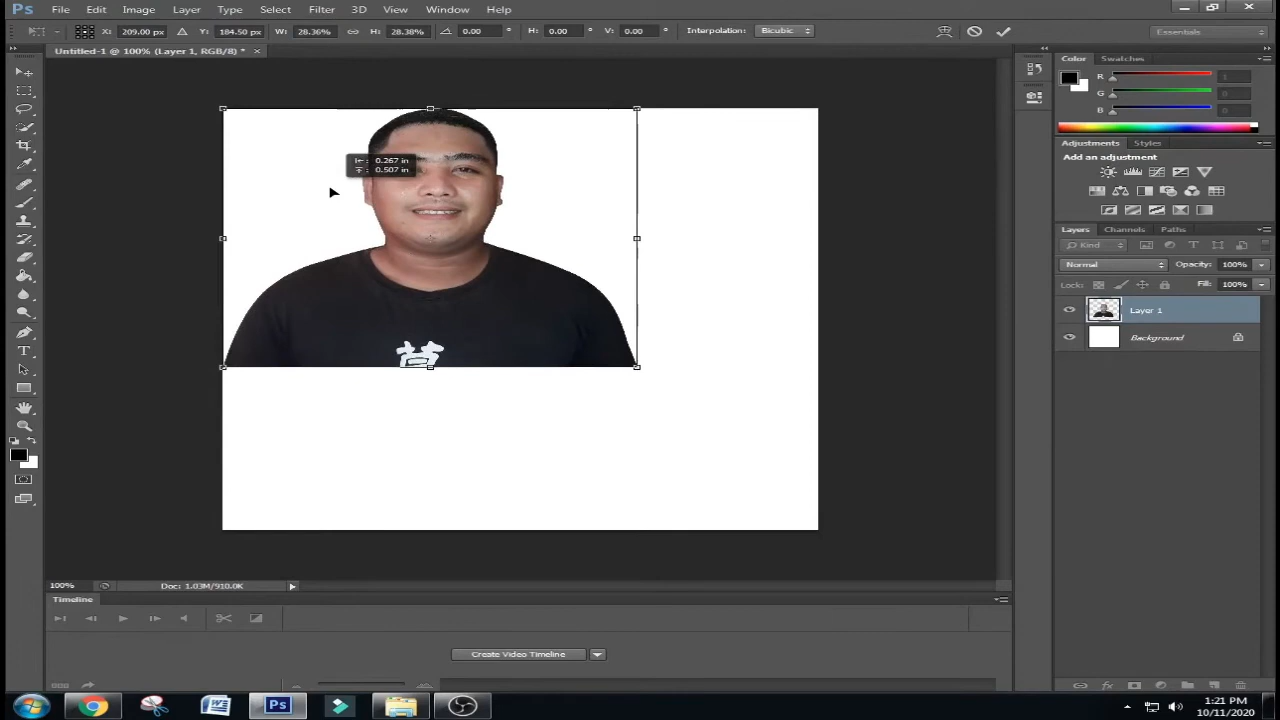 Ps File Edit Image Layer Type Select Filter 3D View Window Help
X: 209.00 px Y: 184.50 px W: 28.36% H: 28.38% 0.00 ° H: 0.00 ° V: 0.00 ° Interpolation: Bicubic Essentials
Untitled-1 @ 100% (Layer 1, RGB/8) * ×
Color Swatches
R 1
G 0
B 0
Adjustments Styles
Add an adjustment
Layers Channels Paths
Kind
Normal Opacity: 100%
Lock: Fill: 100%
Layer 1
Background
: 0.267 in
: 0.507 in
100% Doc: 1.03M/910.0K
Timeline
Create Video Timeline
Ps
1:21 PM
10/11/2020